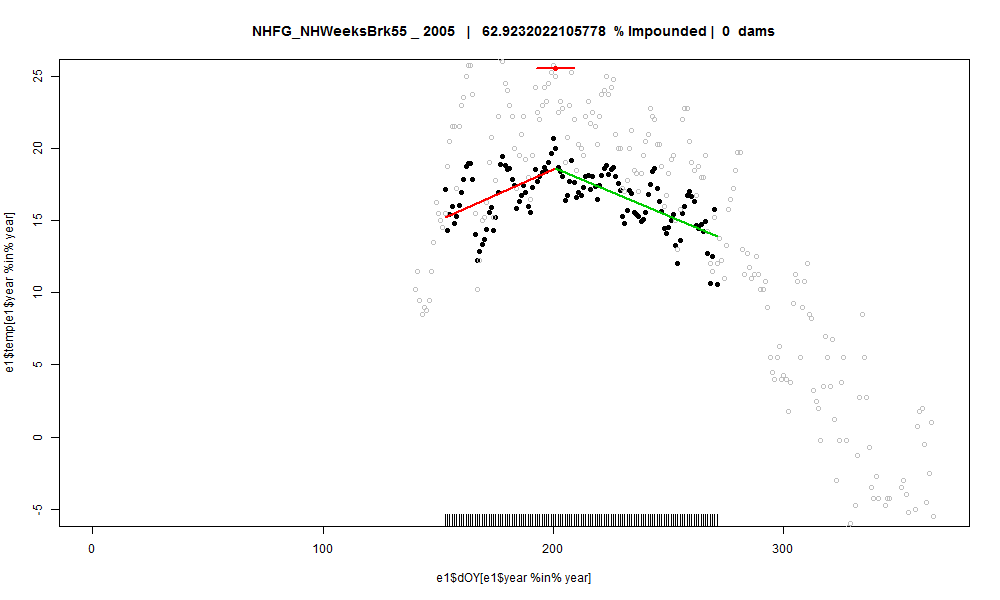 NHFG_NHWeeksBrk55 _ 2005 | 62.9232022105778 % Impounded | 0 dams
e1$temp[e1$year %in% year]
25
20
15
10
5
0
-5
0 100 200 300
e1$dOY[e1$year %in% year]